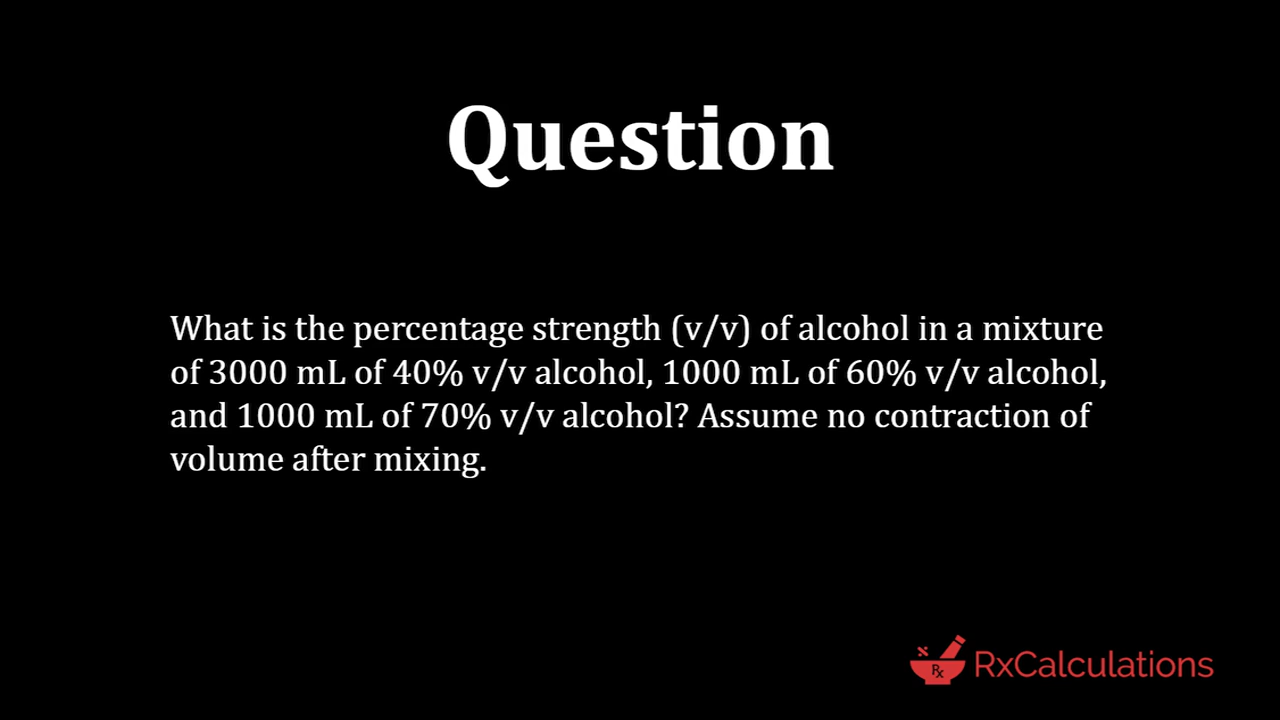 Question
What is the percentage strength (v/v) of alcohol in a mixture
of 3000 mL of 40% v/v alcohol, 1000 mL of 60% v/v alcohol,
and 1000 mL of 70% v/v alcohol? Assume no contraction of
volume after mixing.
Rx RxCalculations